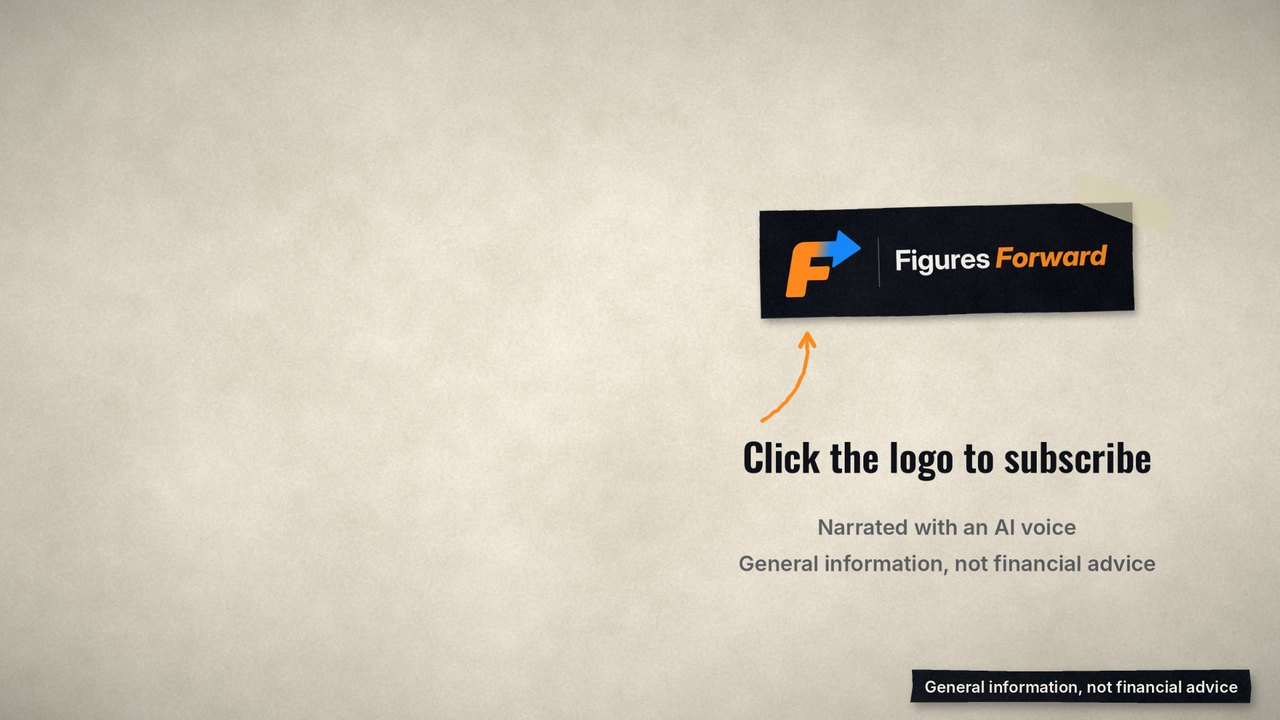 Figures Forward
Click the logo to subscribe
Narrated with an AI voice
General information, not financial advice
General information, not financial advice